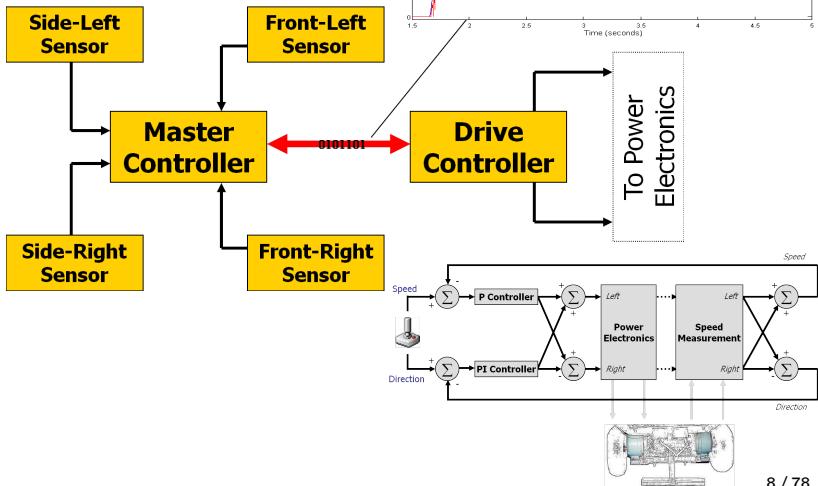 0
1.5 2 2.5 3 3.5 4 4.5 5
Time (seconds)
Side-Left
Sensor
Front-Left
Sensor
Master
Controller
0101101
Drive
Controller
To Power
Electronics
Side-Right
Sensor
Front-Right
Sensor
Speed
Speed
+
-
Σ
P Controller
+
+
Σ
Left
Left
+
+
Σ
Power
Electronics
Speed
Measurement
+
-
Σ
PI Controller
+
-
Σ
Right
Right
+
-
Σ
Direction
Direction
8 / 78